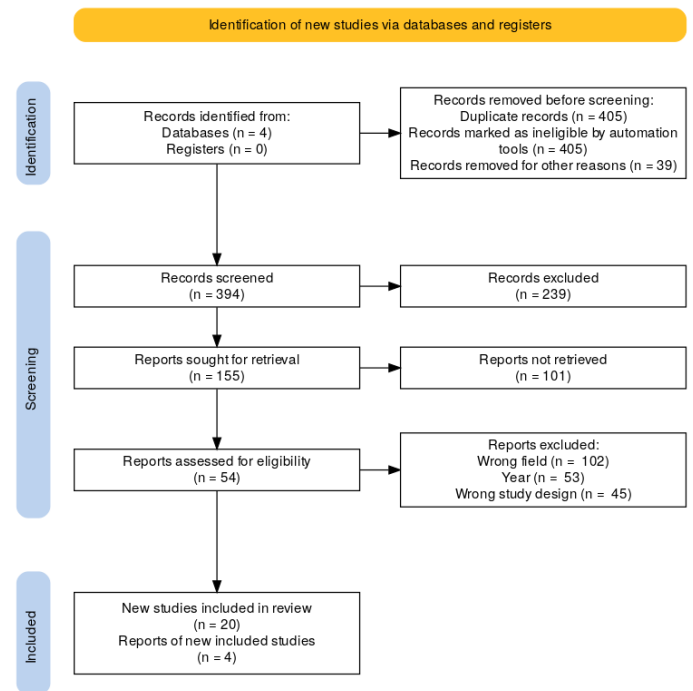 Identification of new studies via databases and registers
Identification
Records identified from:
Databases (n = 4)
Registers (n = 0)
Records removed before screening:
Duplicate records (n = 405)
Records marked as ineligible by automation
tools (n = 405)
Records removed for other reasons (n = 39)
Screening
Records screened
(n = 394)
Records excluded
(n = 239)
Reports sought for retrieval
(n = 155)
Reports not retrieved
(n = 101)
Reports assessed for eligibility
(n = 54)
Reports excluded:
Wrong field (n = 102)
Year (n = 53)
Wrong study design (n = 45)
Included
New studies included in review
(n = 20)
Reports of new included studies
(n = 4)